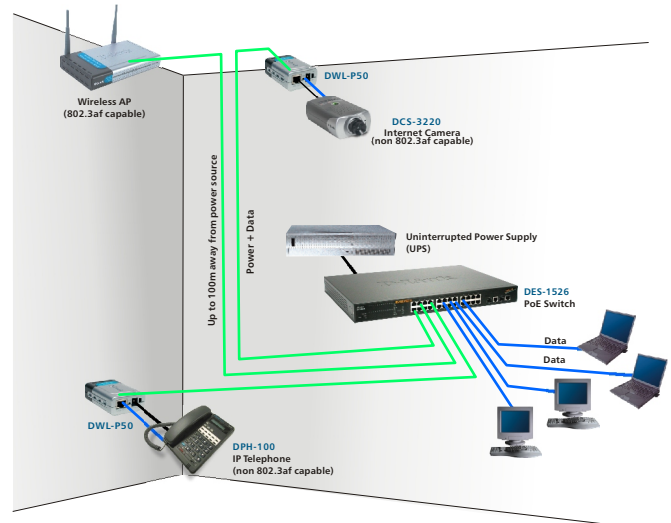 DWL-P50
Wireless AP
(802.3af capable)
DCS-3220
Internet Camera
(non 802.3af capable)
Up to 100m away from power source
Power + Data
Uninterrupted Power Supply
(UPS)
DES-1526
PoE Switch
Data
Data
DWL-P50
DPH-100
IP Telephone
(non 802.3af capable)